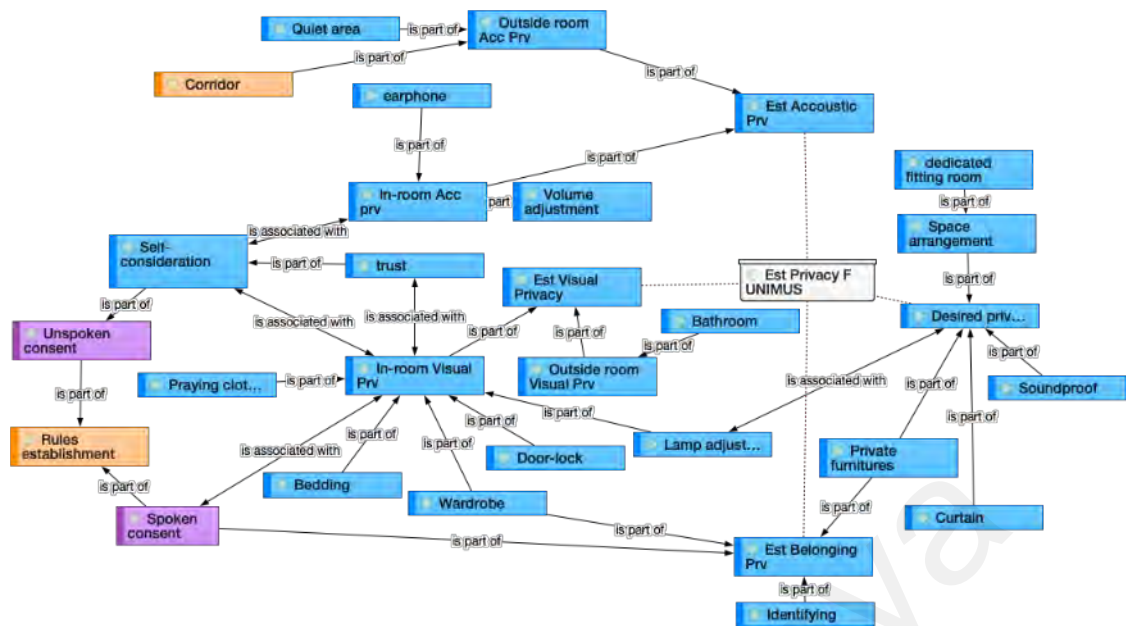 Quiet area
is part of
Outside room
Acc Prv
is part of
Corridor
is part of
earphone
Est Accoustic
Prv
is part of
is part of
dedicated
fitting room
In-room Acc
prv
part
Volume
adjustment
is part of
is associated with
Space
arrangement
Self-
consideration
is part of
trust
Est Visual
Privacy
Est Privacy F
UNIMUS
is part of
is part of
is associated with
is associated with
Bathroom
Desired priv...
Unspoken
consent
is part of
is part of
is part of
In-room Visual
Prv
Outside room
Visual Prv
is part of
Praying clot...
is part of
is associated with
Soundproof
is part of
is part of
is part of
is part of
Rules
establishment
is associated with
is part of
is part of
is part of
Door-lock
Lamp adjust...
Private
furnitures
is part of
Bedding
Wardrobe
is part of
Curtain
is part of
Spoken
consent
is part of
is part of
Est Belonging
Prv
is part of
Identifying